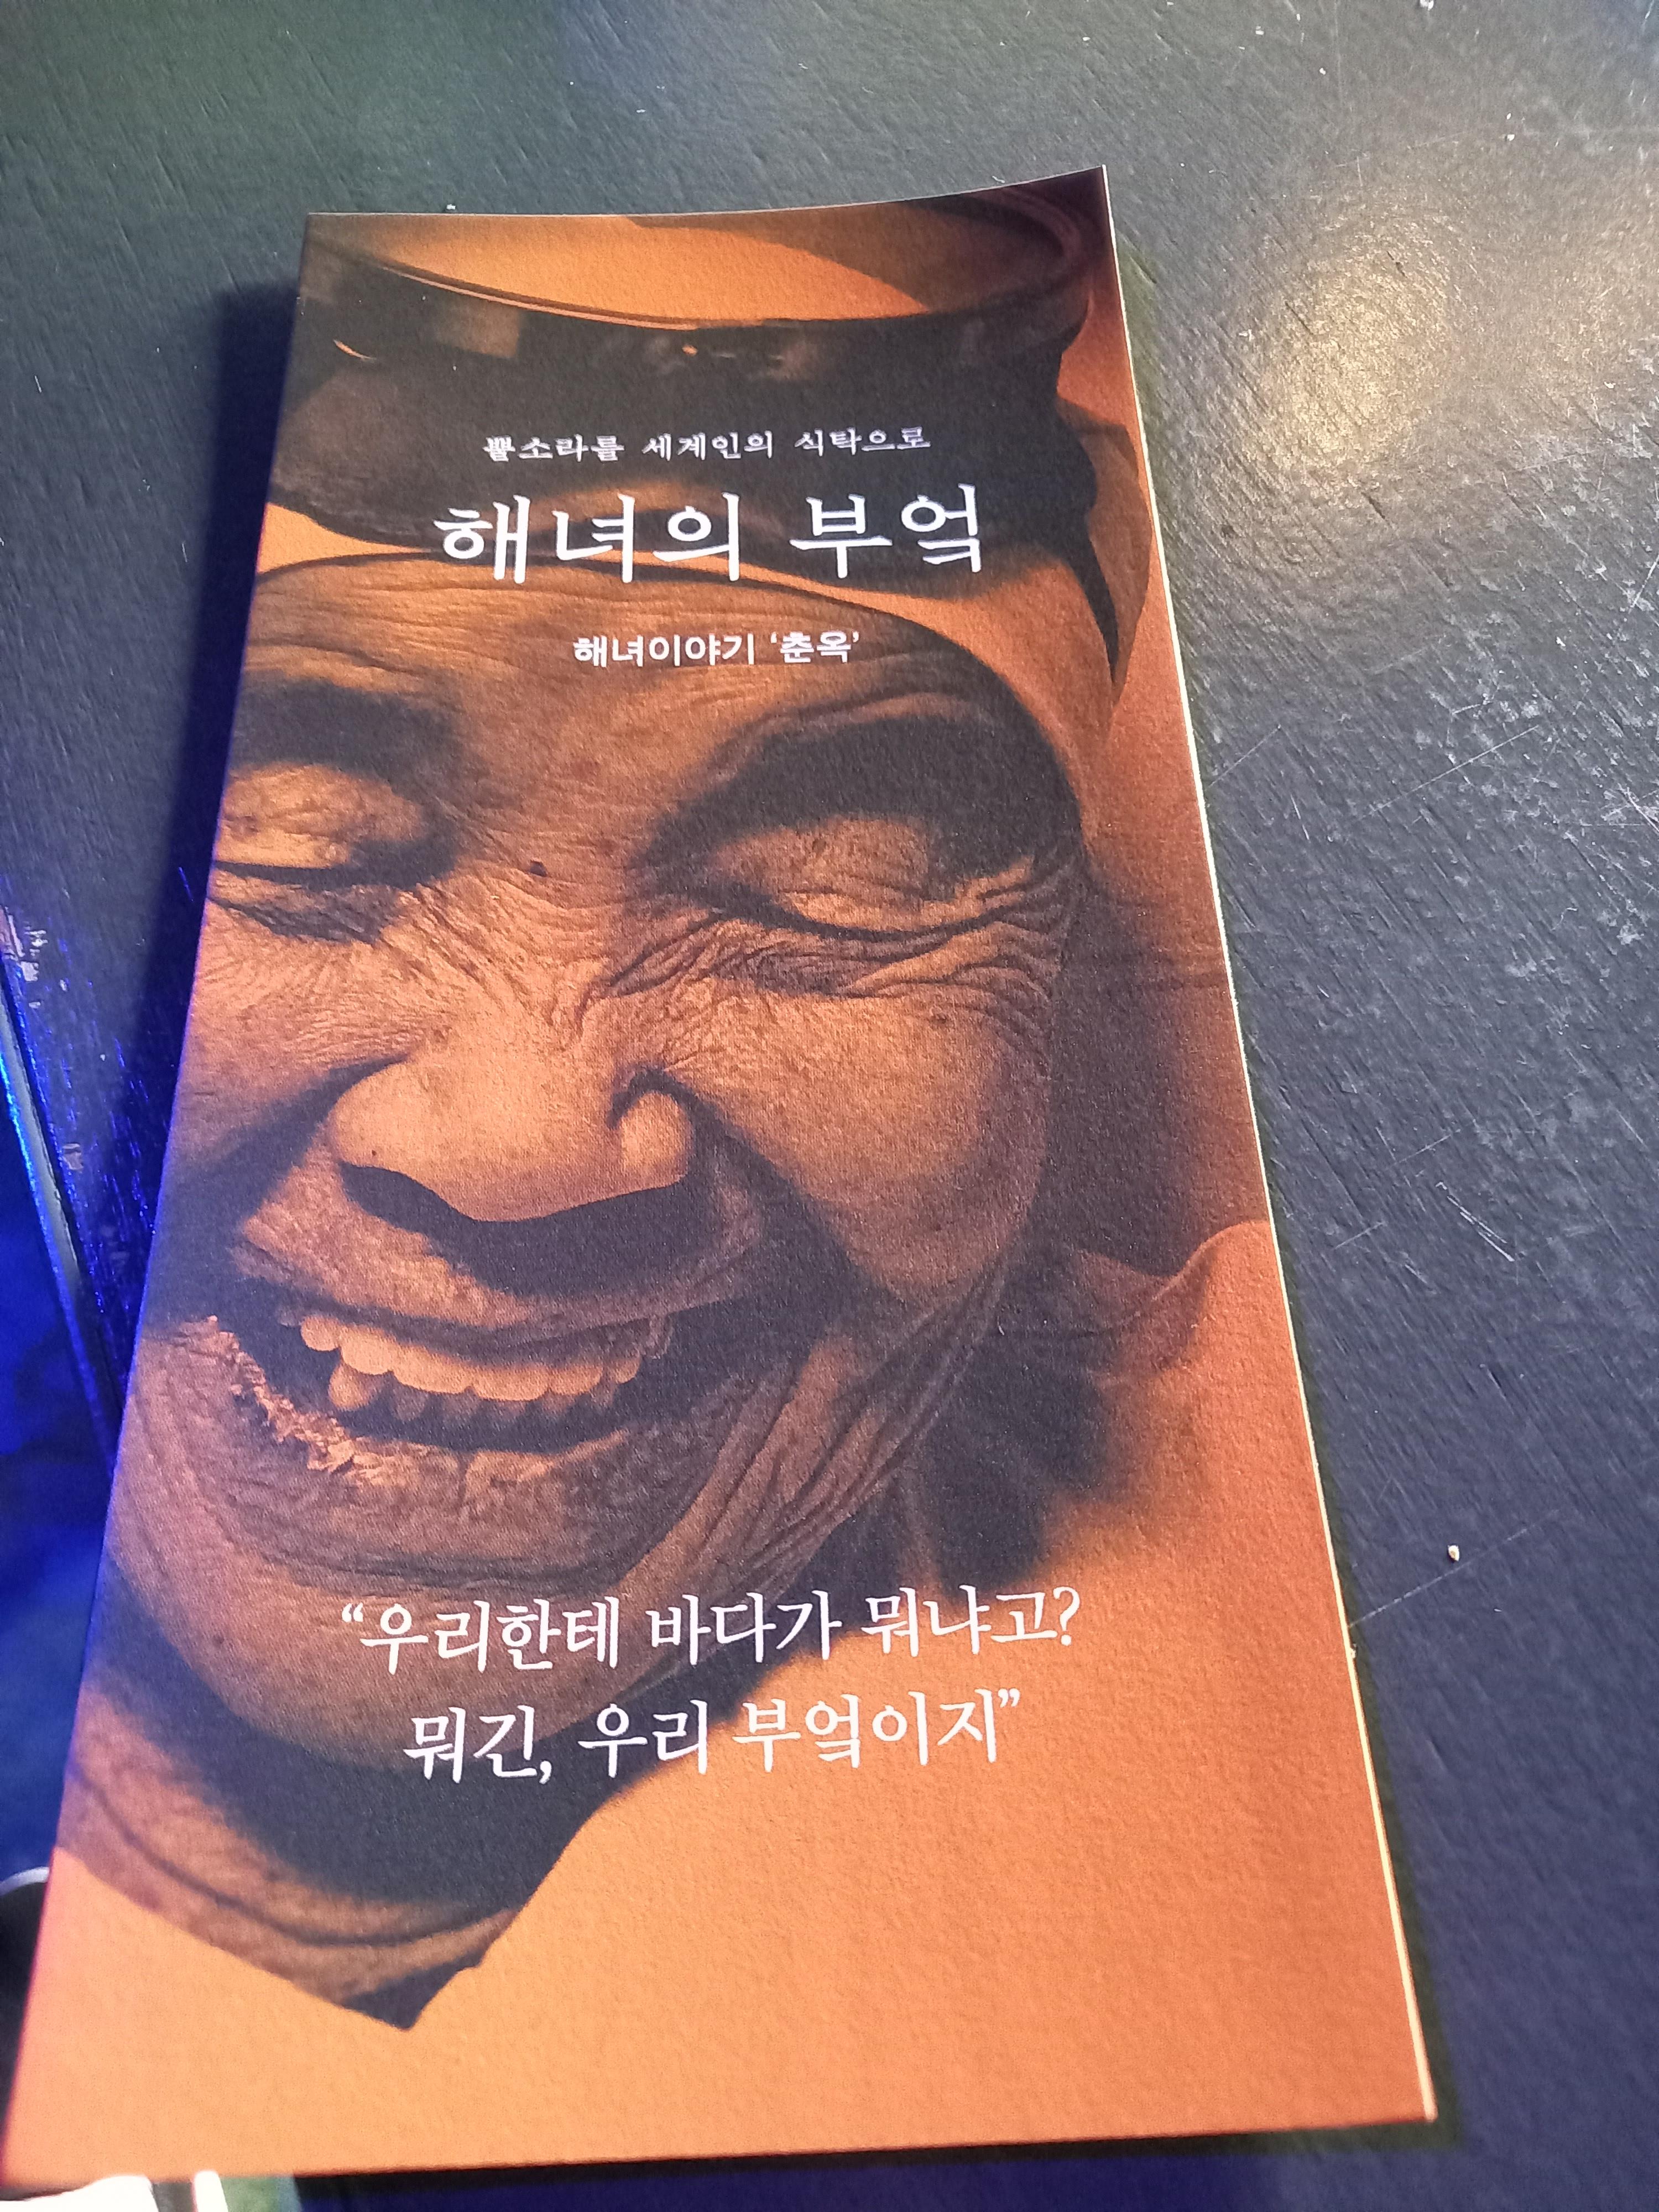 뿔소라를 세계인의 식탁으로
해녀의 부엌
해녀이야기 ‘춘옥’
“우리한테 바다가 뭐냐고?
뭐긴, 우리 부엌이지”